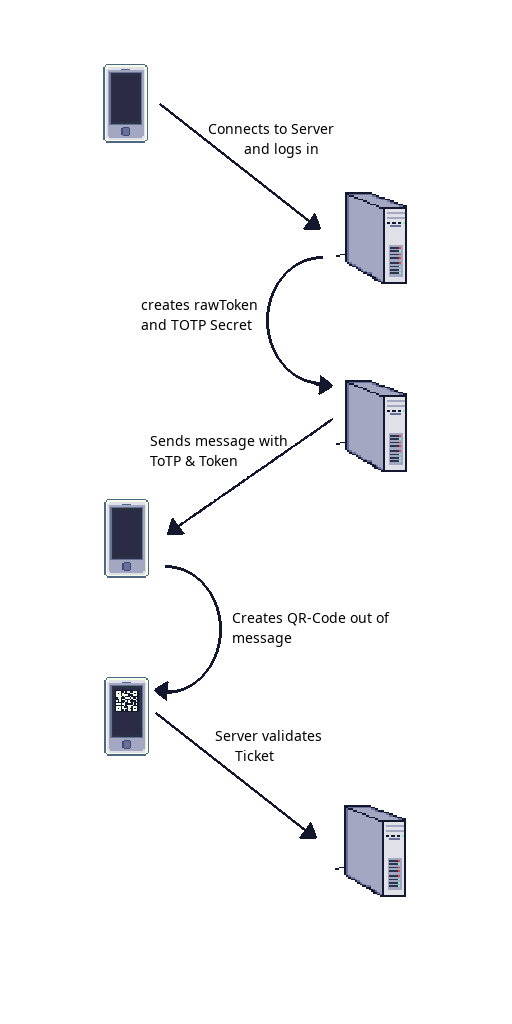 Connects to Server
and logs in
creates rawToken
and TOTP Secret
Sends message with
ToTP & Token
Creates QR-Code out of
message
Server validates
Ticket